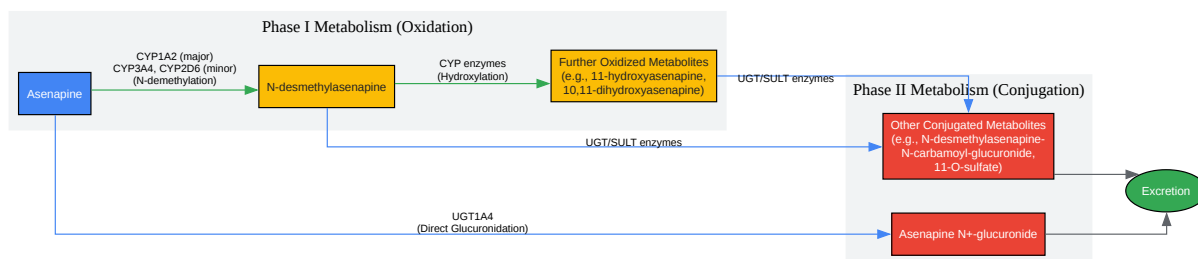 Phase I Metabolism (Oxidation)
CYP1A2 (major)
CYP3A4, CYP2D6 (minor)
(N-demethylation)
Asenapine
N-desmethylasenapine
CYP enzymes
(Hydroxylation)
Further Oxidized Metabolites
(e.g., 11-hydroxyasenapine,
10,11-dihydroxyasenapine)
UGT/SULT enzymes
Phase II Metabolism (Conjugation)
UGT/SULT enzymes
Other Conjugated Metabolites
(e.g., N-desmethylasenapine-
N-carbamoyl-glucuronide,
11-O-sulfate)
Excretion
UGT1A4
(Direct Glucuronidation)
Asenapine N+-glucuronide